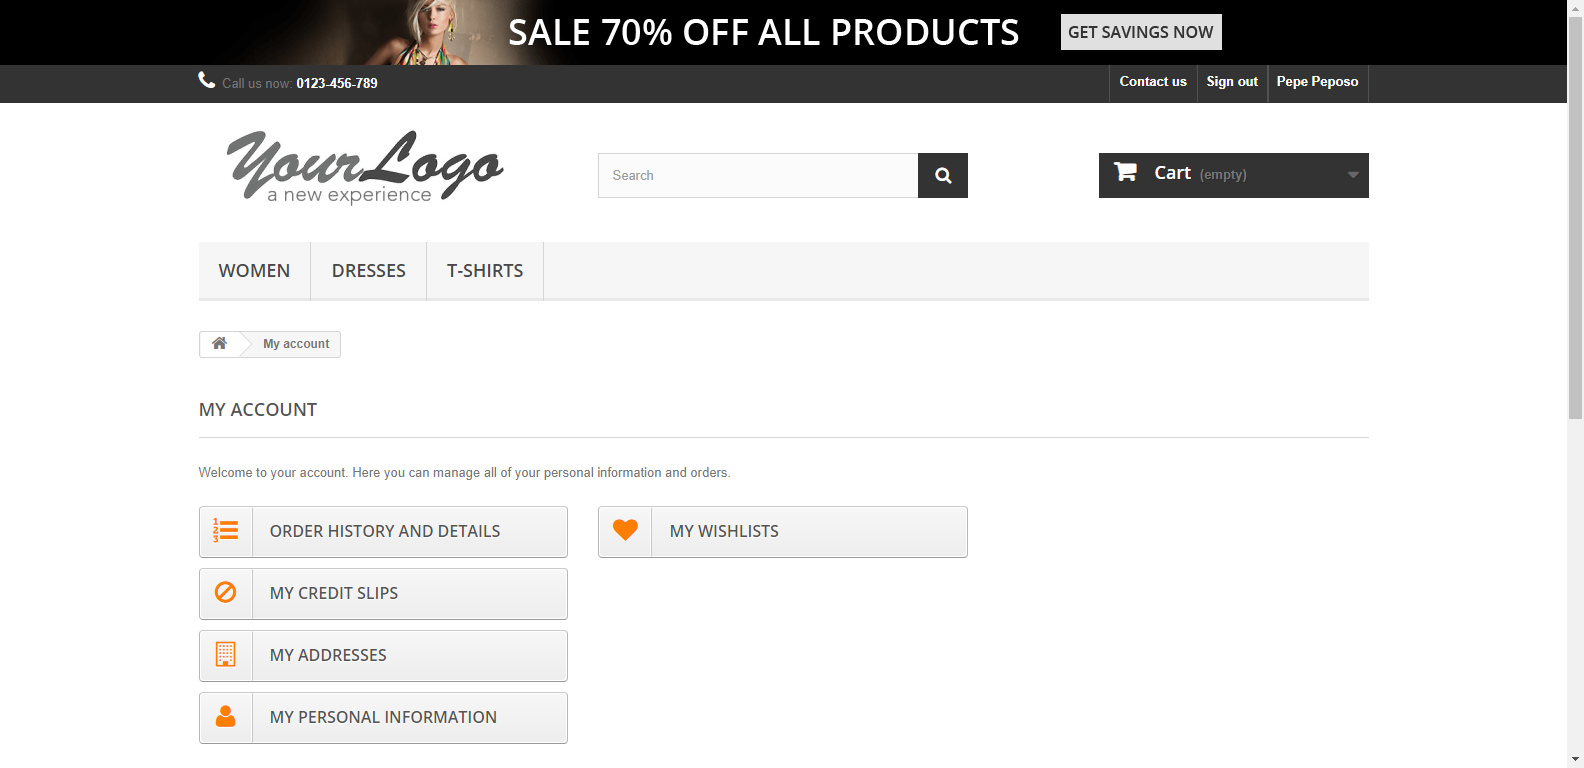 SALE 70% OFF ALL PRODUCTS GET SAVINGS NOW
Call us now: 0123-456-789 Contact us Sign out Pepe Peposo
YourLogo
a new experience
Search
Cart (empty)
WOMEN DRESSES T-SHIRTS
My account
MY ACCOUNT
Welcome to your account. Here you can manage all of your personal information and orders.
1 2 3 ORDER HISTORY AND DETAILS
MY WISHLISTS
MY CREDIT SLIPS
MY ADDRESSES
MY PERSONAL INFORMATION